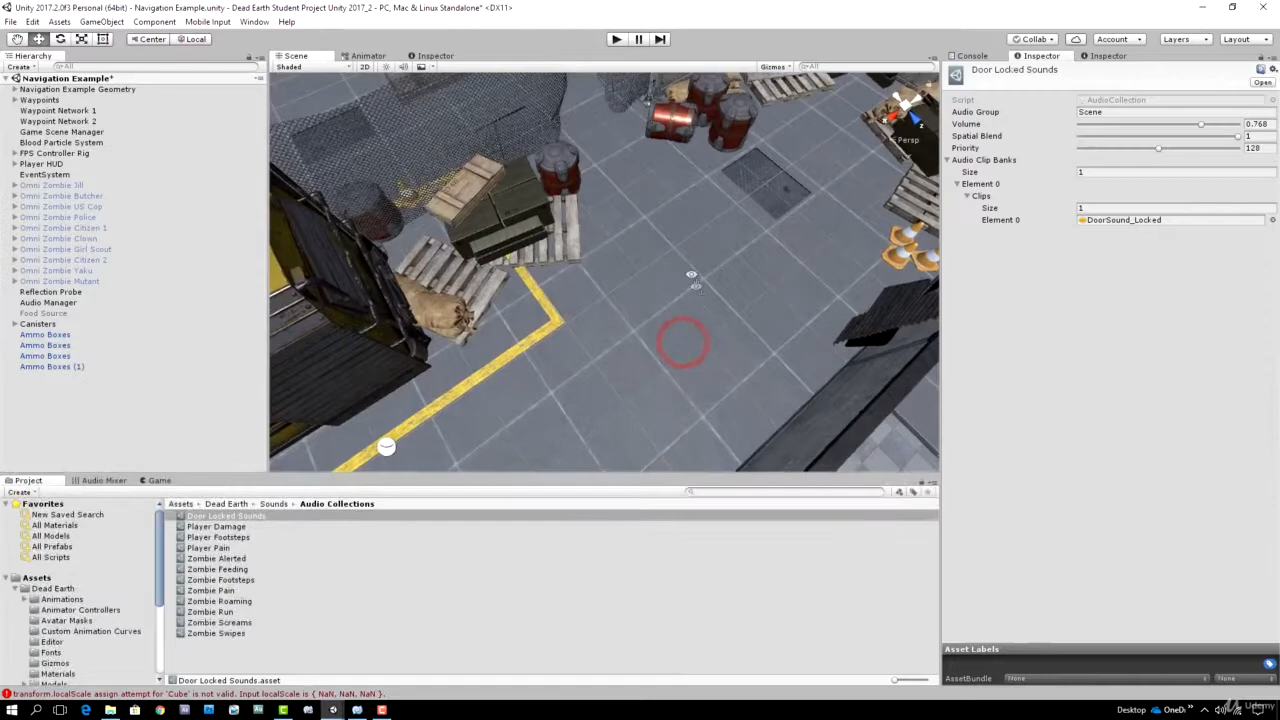 Unity 2017.2.0f3 Personal (64bit) - Navigation Example.unity - Dead Earth Student Project Unity 2017_2 - PC, Mac & Linux Standalone* <DX11>
File Edit Assets GameObject Component Mobile Input Window Help
Center Local Collab Account Layers Layout
Hierarchy Scene Animator Inspector Console Inspector Inspector
Create All Shaded 2D Gizmos All
Door Locked Sounds
Open
Navigation Example*
Navigation Example Geometry
Waypoints
Waypoint Network 1
Waypoint Network 2
Game Scene Manager
Blood Particle System
FPS Controller Rig
Player HUD
EventSystem
Omni Zombie Jill
Omni Zombie Butcher
Omni Zombie US Cop
Omni Zombie Police
Omni Zombie Citizen 1
Omni Zombie Clown
Omni Zombie Girl Scout
Omni Zombie Citizen 2
Omni Zombie Yaku
Omni Zombie Mutant
Reflection Probe
Audio Manager
Food Source
Canisters
Ammo Boxes
Ammo Boxes
Ammo Boxes
Ammo Boxes (1)
x z
Persp
Script AudioCollection
Audio Group Scene
Volume 0.768
Spatial Blend 1
Priority 128
Audio Clip Banks
Size 1
Element 0
Clips
Size 1
Element 0 DoorSound_Locked
Project Audio Mixer Game
Create
Favorites
New Saved Search
All Materials
All Models
All Prefabs
All Scripts
Assets
Dead Earth
Animations
Animator Controllers
Avatar Masks
Custom Animation Curves
Editor
Fonts
Gizmos
Materials
Models
Assets Dead Earth Sounds Audio Collections
Door Locked Sounds
Player Damage
Player Footsteps
Player Pain
Zombie Alerted
Zombie Feeding
Zombie Footsteps
Zombie Pain
Zombie Roaming
Zombie Run
Zombie Screams
Zombie Swipes
Door Locked Sounds.asset
Asset Labels
AssetBundle None None
transform.localScale assign attempt for 'Cube' is not valid. Input localScale is { NaN, NaN, NaN }.
Desktop OneDr
Udemy